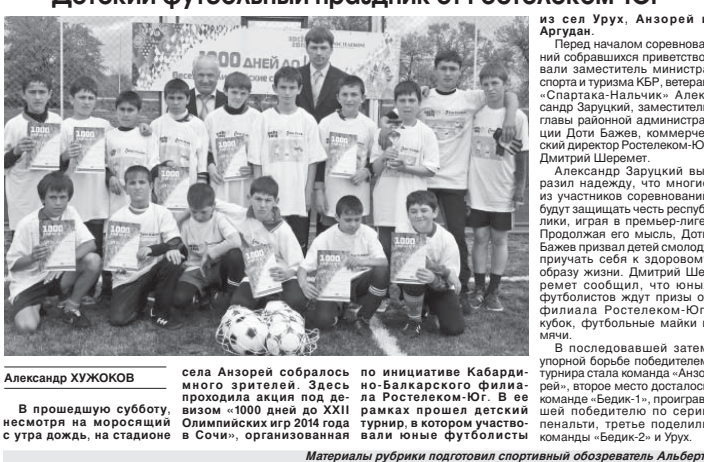 Детский футбольный праздник от Ростелеком-ЮГ
1000 ДНЕЙ ДО
Александр ХУЖОКОВ
В прошедшую субботу,
несмотря на моросящий
с утра дождь, на стадионе
села Анзорей собралось
много зрителей. Здесь
проходила акция под де-
визом «1000 дней до XXII
Олимпийских игр 2014 года
в Сочи», организованная
по инициативе Кабарди-
но-Балкарского филиа-
ла Ростелеком-Юг. В ее
рамках прошел детский
турнир, в котором участво-
вали юные футболисты
из сел Урух, Анзорей и
Аргудан.
Перед началом соревнова-
ний собравшихся приветство-
вали заместитель министра
спорта и туризма КБР, ветеран
«Спартака-Нальчик» Алек-
сандр Заруцкий, заместитель
главы районной администра-
ции Доти Бажев, коммерче-
ский директор Ростелеком-Юг
Дмитрий Шеремет.
Александр Заруцкий вы-
разил надежду, что многие
из участников соревнований
будут защищать честь респуб-
лики, играя в премьер-лиге.
Продолжая его мысль, Доти
Бажев призвал детей смолоду
приучать себя к здоровому
образу жизни. Дмитрий Ше-
ремет сообщил, что юных
футболистов ждут призы от
филиала Ростелеком-Юг:
кубок, футбольные майки и
мячи.
В последовавшей затем
упорной борьбе победителем
турнира стала команда «Анзо-
рей», второе место досталось
команде «Бедик-1», проиграв-
шей победителю по серии
пенальти, третье поделили
команды «Бедик-2» и Урух.
Материалы рубрики подготовил спортивный обозреватель Альберт